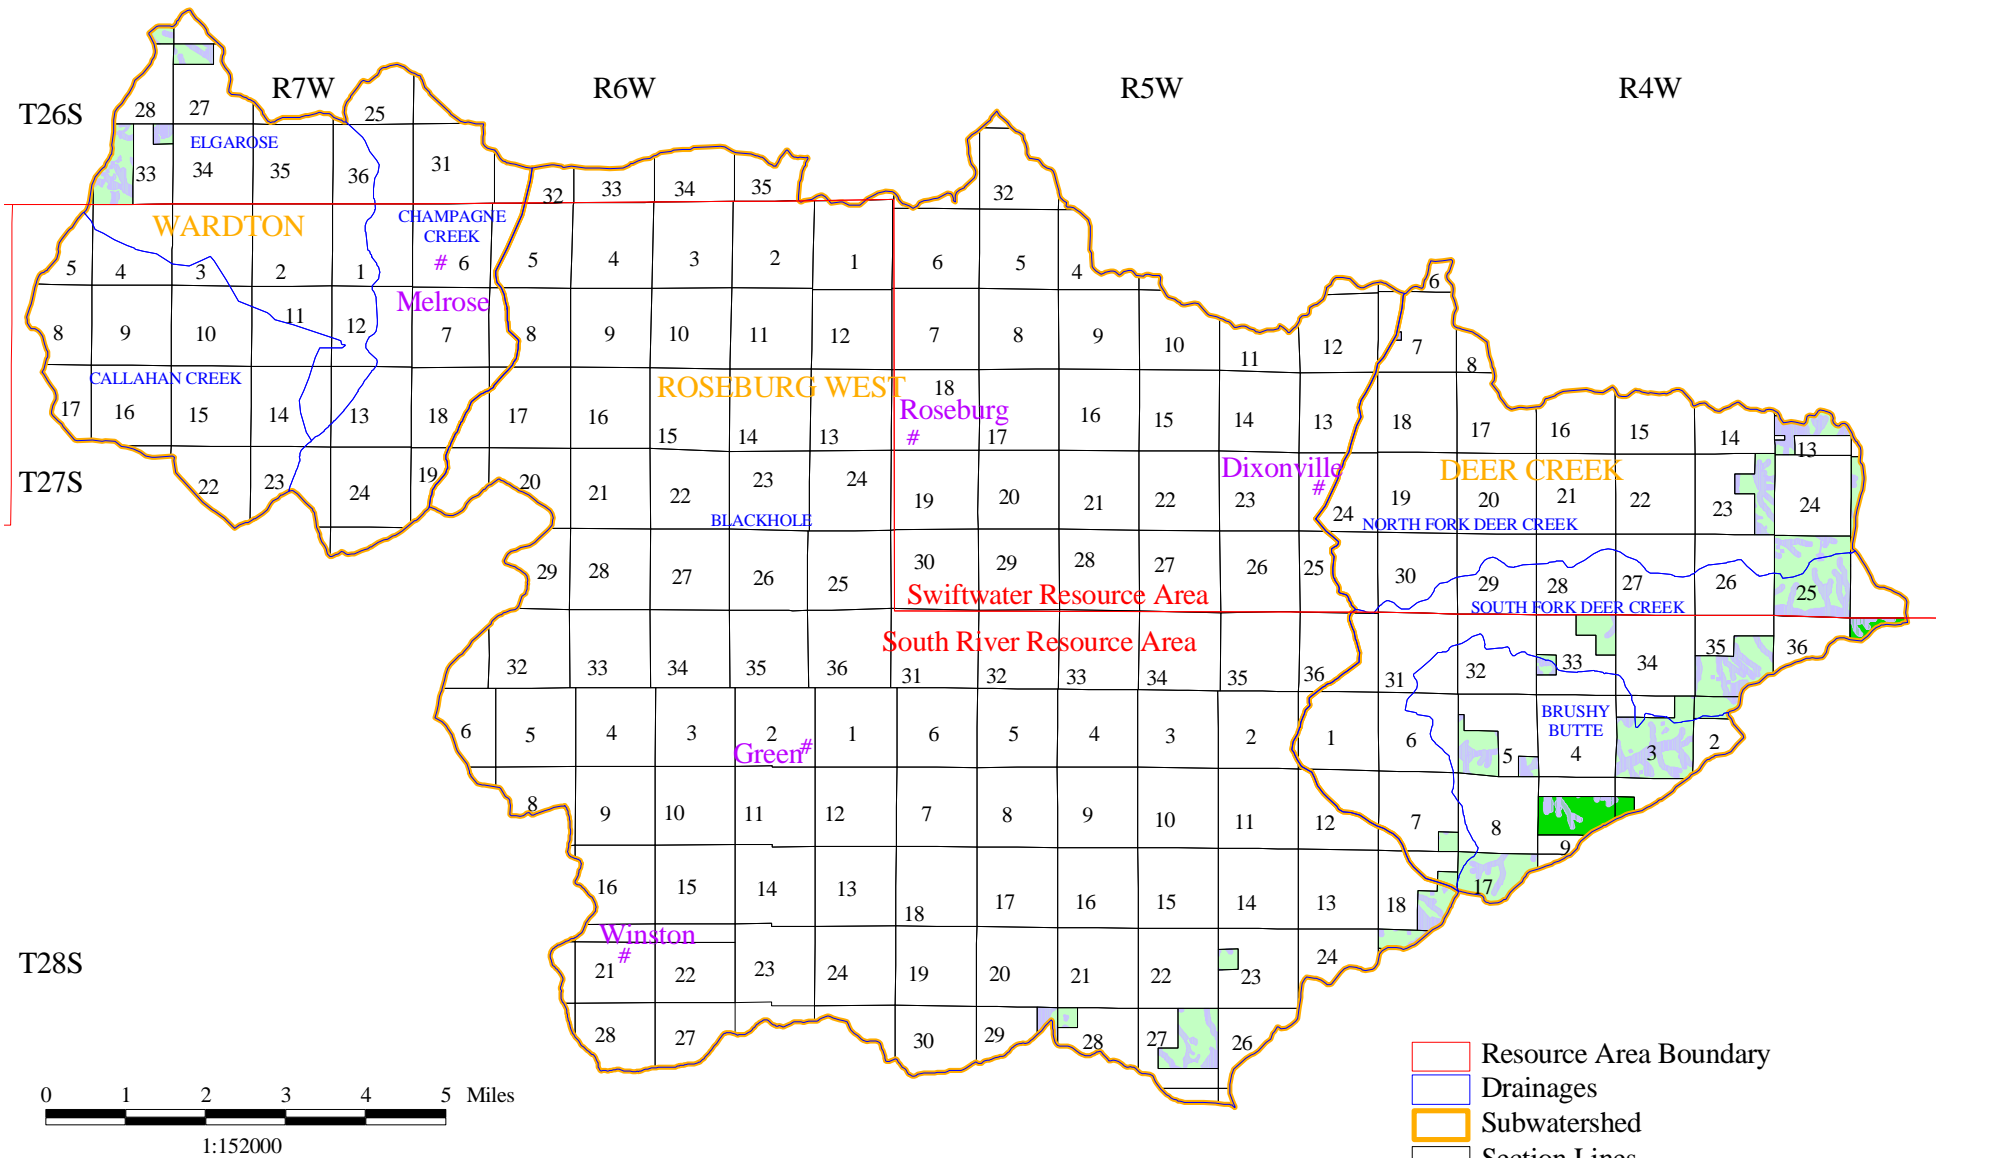 R7W R6W R5W R4W
T26S
28 27 25
ELGAROSE
33 34 35 36 31
32 33 34 35 32
WARDTON
CHAMPAGNE
CREEK
5 4 3 2 1 # 6 5 4 3 2 1 6 5 4 6
Melrose
8 9 10 11 12 7 8 9 10 11 12 7 8 9 10 11 12 7 8
CALLAHAN CREEK
ROSEBURG WEST
17 16 15 14 13 18 17 16 15 14 13 18 17 16 15 14 13 18 17 16 15 14 13
Roseburg
#
Dixonville
#
DEER CREEK
T27S
22 23 24 19 20 21 22 23 24 19 20 21 22 23 24 19 20 21 22 23 24
BLACKHOLE
NORTH FORK DEER CREEK
29 28 27 26 25 30 29 28 27 26 25 30 29 28 27 26 25
Swiftwater Resource Area
SOUTH FORK DEER CREEK
South River Resource Area
32 33 34 35 36 31 32 33 34 35 36 31 32 33 34 35 36
BRUSHY
BUTTE
6 5 4 3 2 1 6 5 4 3 2 1 6 5 4 3 2
Green #
8 9 10 11 12 7 8 9 10 11 12 7 8 9
16 15 14 13 18 17 16 15 14 13 18 17
Winston
#
T28S
21 22 23 24 19 20 21 22 23 24
28 27 30 29 28 27 26
0 1 2 3 4 5 Miles
1:152000
Resource Area Boundary
Drainages
Subwatershed
Section Lines